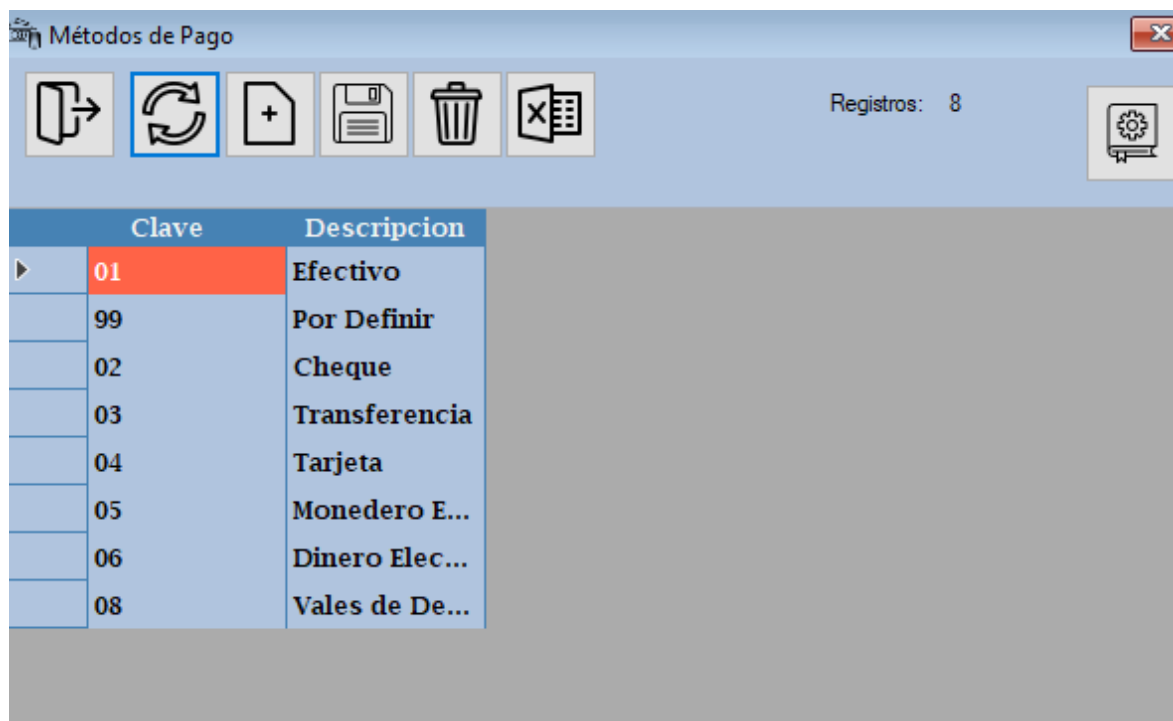 Métodos de Pago
Registros: 8
Clave Descripcion
01 Efectivo
99 Por Definir
02 Cheque
03 Transferencia
04 Tarjeta
05 Monedero E...
06 Dinero Elec...
08 Vales de De...